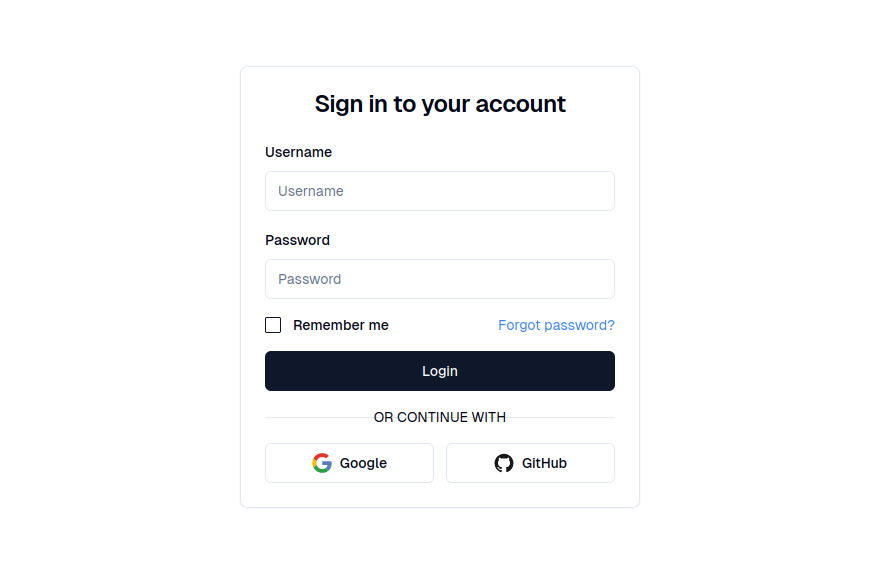 Sign in to your account
Username
Username
Password
Password
Remember me Forgot password?
Login
OR CONTINUE WITH
Google GitHub